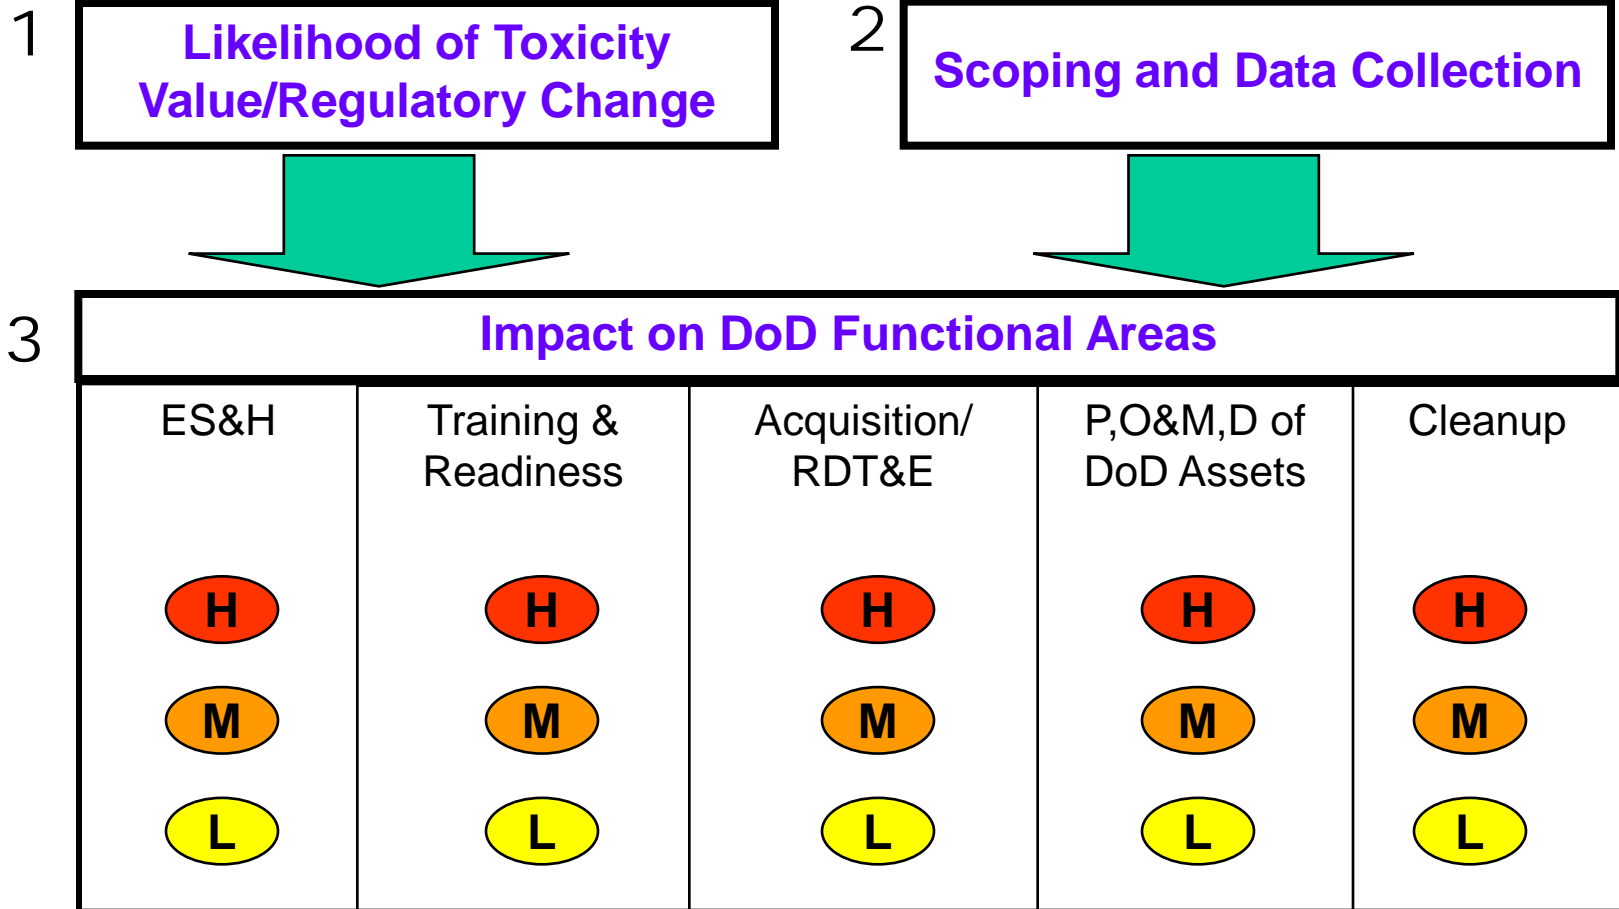 1
Likelihood of Toxicity
Value/Regulatory Change
2
Scoping and Data Collection
3
Impact on DoD Functional Areas
ES&H
Training &
Readiness
Acquisition/
RDT&E
P,O&M,D of
DoD Assets
Cleanup
H H H H H
M M M M M
L L L L L